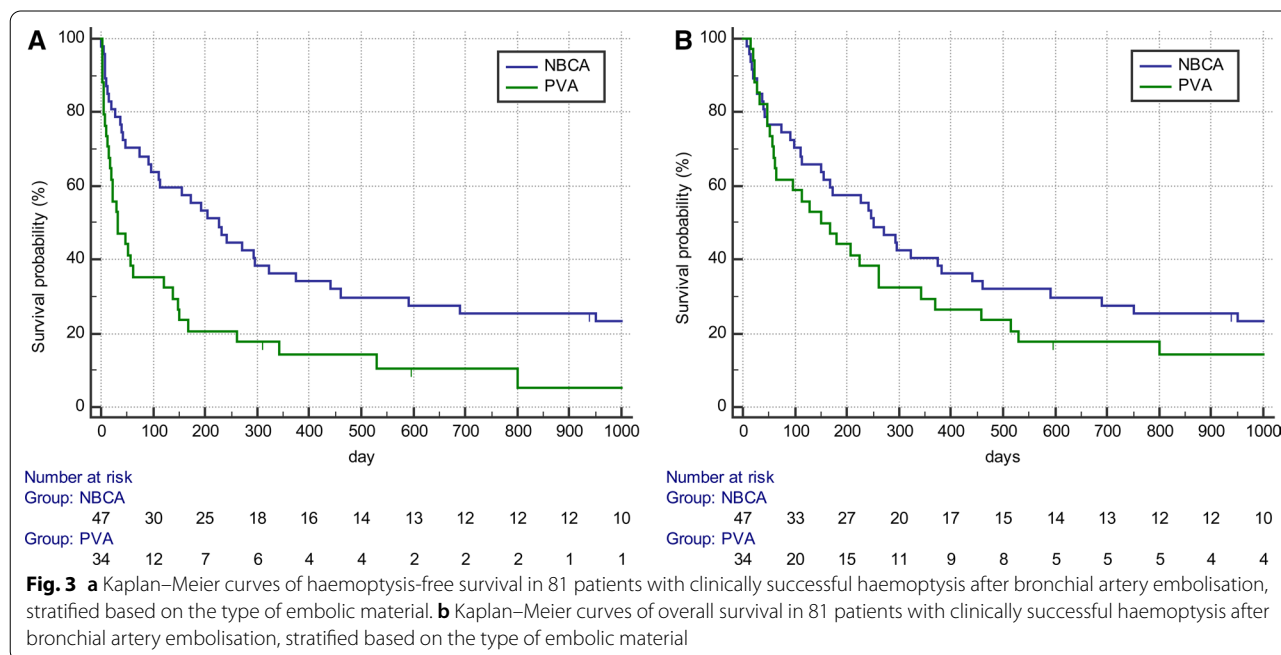 A
100
80
60
40
20
0
Survival probability (%)
NBCA
PVA
0 100 200 300 400 500 600 700 800 900 1000
day
Number at risk
Group: NBCA
47 30 25 18 16 14 13 12 12 12 10
Group: PVA
34 12 7 6 4 4 2 2 2 1 1
B
100
80
60
40
20
0
Survival probability (%)
NBCA
PVA
0 100 200 300 400 500 600 700 800 900 1000
days
Number at risk
Group: NBCA
47 33 27 20 17 15 14 13 12 12 10
Group: PVA
34 20 15 11 9 8 5 5 5 4 4
Fig. 3 a Kaplan–Meier curves of haemoptysis-free survival in 81 patients with clinically successful haemoptysis after bronchial artery embolisation,
stratified based on the type of embolic material. b Kaplan–Meier curves of overall survival in 81 patients with clinically successful haemoptysis after
bronchial artery embolisation, stratified based on the type of embolic material